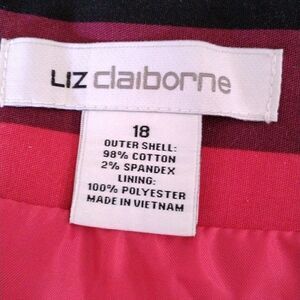 LIZ claiborne
18
OUTER SHELL:
98% COTTON
2% SPANDEX
LINING:
100% POLYESTER
MADE IN VIETNAM